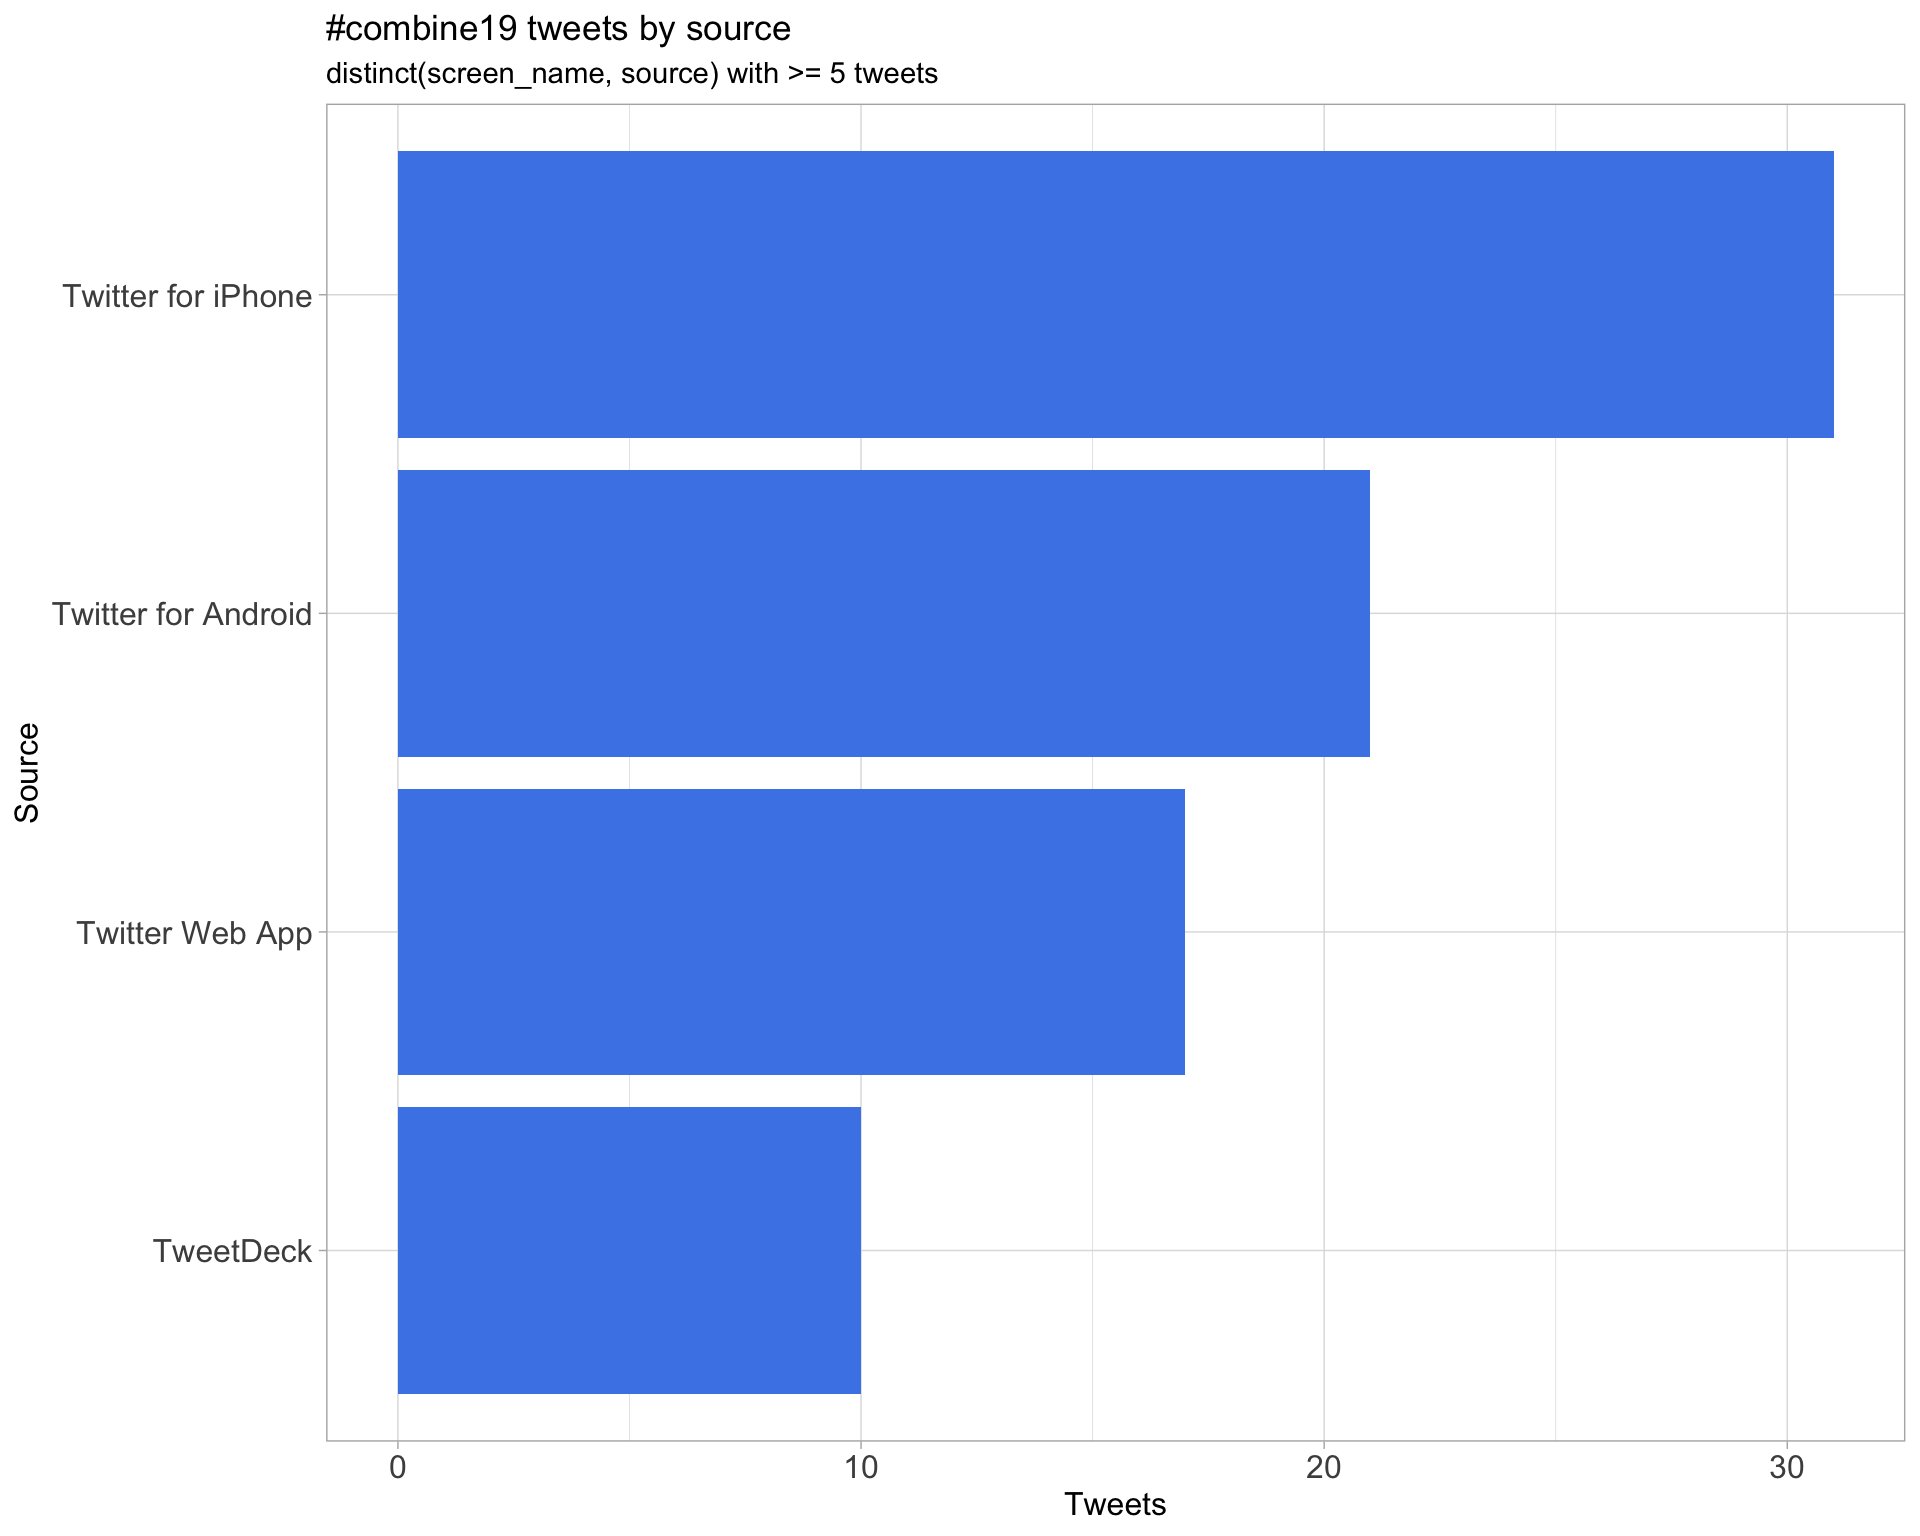 #combine19 tweets by source
distinct(screen_name, source) with >= 5 tweets
Source
Twitter for iPhone
Twitter for Android
Twitter Web App
TweetDeck
0 10 20 30
Tweets